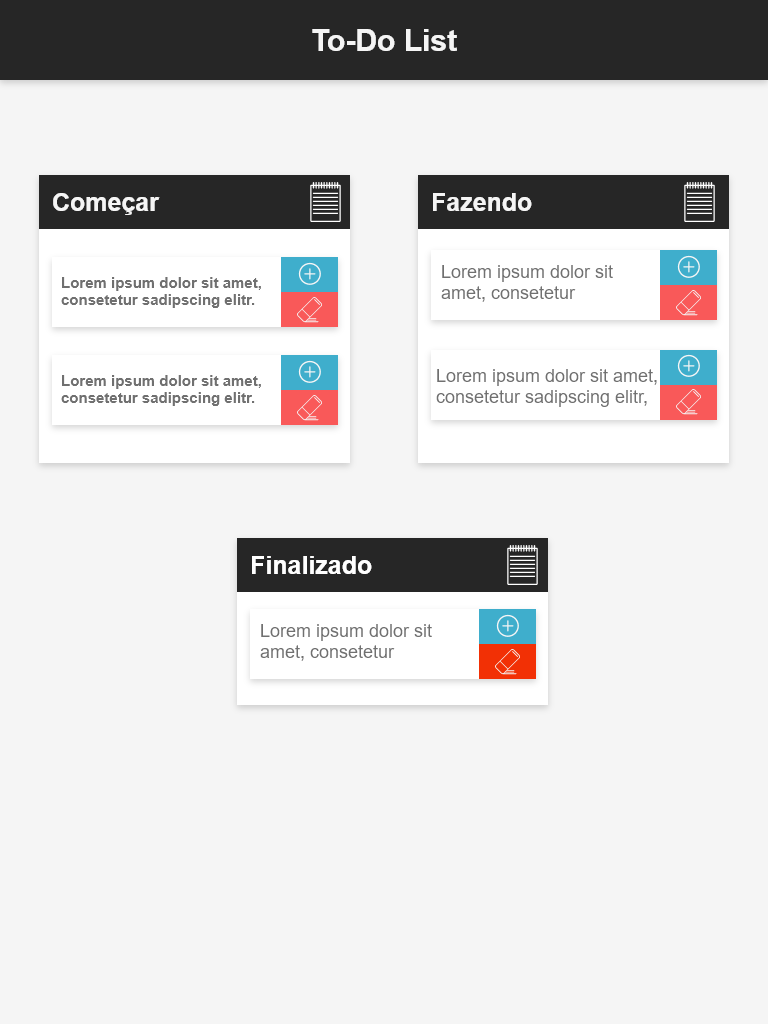 To-Do List
Começar
Lorem ipsum dolor sit amet,
consetetur sadipscing elitr.
Lorem ipsum dolor sit amet,
consetetur sadipscing elitr.
Fazendo
Lorem ipsum dolor sit
amet, consetetur
Lorem ipsum dolor sit amet,
consetetur sadipscing elitr,
Finalizado
Lorem ipsum dolor sit
amet, consetetur